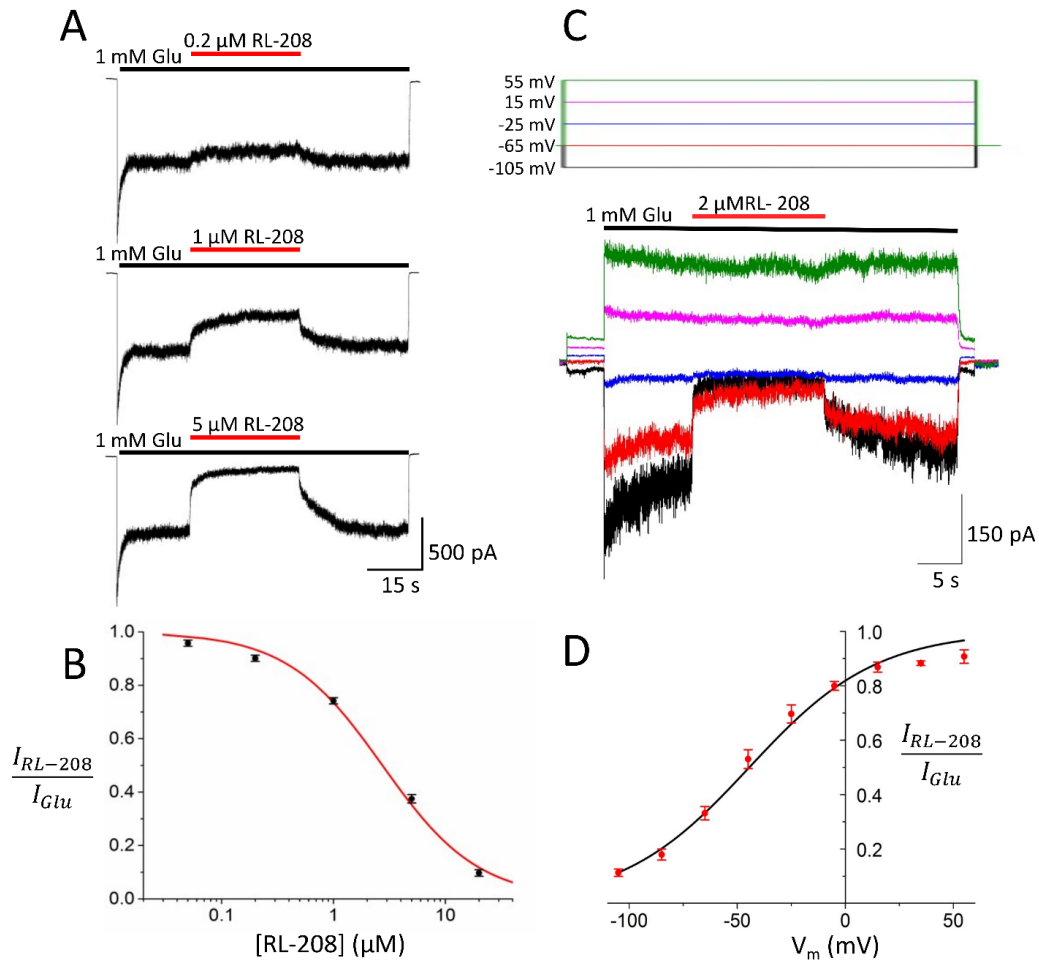 A
0.2 µM RL-208
1 mM Glu
1 µM RL-208
1 mM Glu
5 µM RL-208
1 mM Glu
500 pA
15 s
C
55 mV
15 mV
-25 mV
-65 mV
-105 mV
2 µMRL- 208
1 mM Glu
150 pA
5 s
B
1.0
0.8
0.6
0.4
0.2
0.0
I_{RL-208}
I_{Glu}
0.1 1 10
[RL-208] (µM)
D
1.0
0.8
0.6
0.4
0.2
I_{RL-208}
I_{Glu}
-100 -50 0 50
V_m (mV)